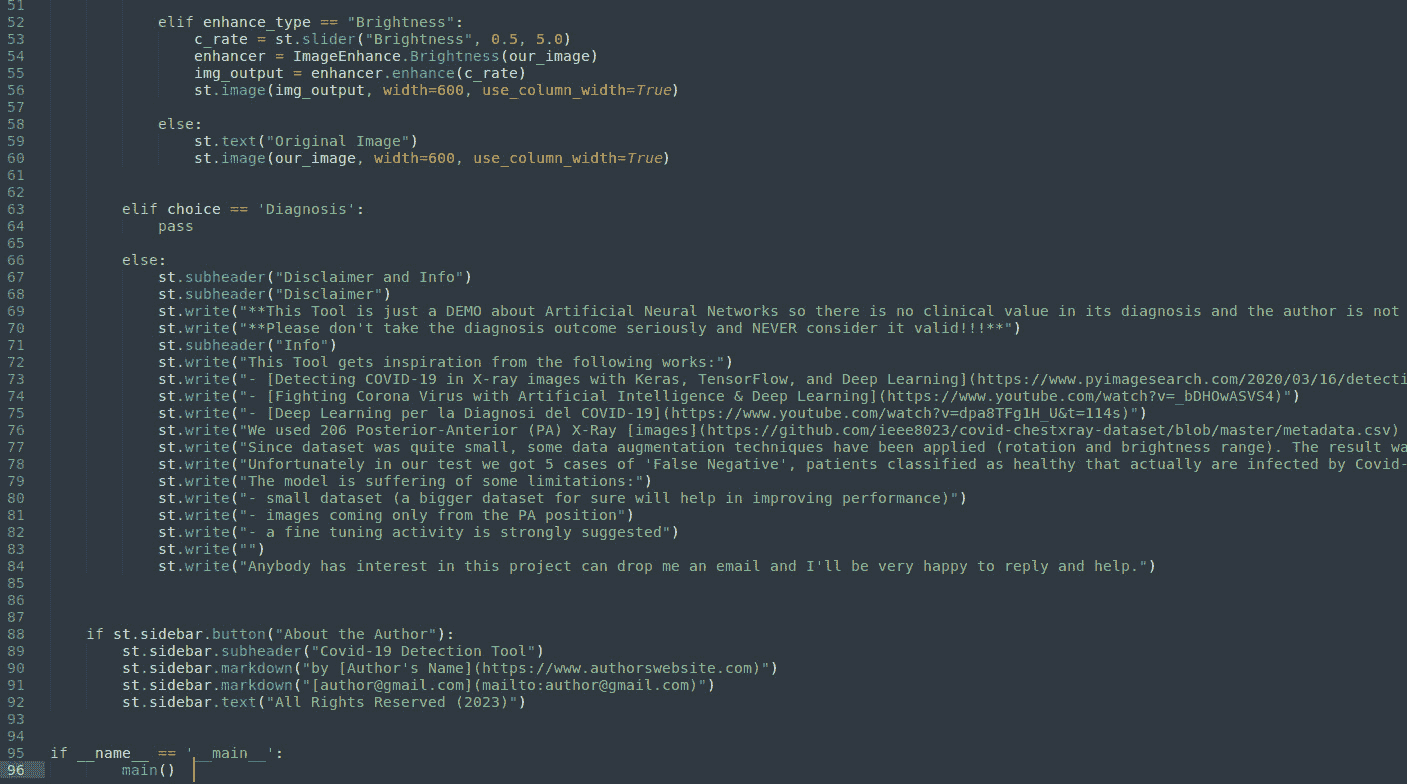 51
52 elif enhance_type == "Brightness":
53 c_rate = st.slider("Brightness", 0.5, 5.0)
54 enhancer = ImageEnhance.Brightness(our_image)
55 img_output = enhancer.enhance(c_rate)
56 st.image(img_output, width=600, use_column_width=True)
57
58 else:
59 st.text("Original Image")
60 st.image(our_image, width=600, use_column_width=True)
61
62
63 elif choice == 'Diagnosis':
64 pass
65
66 else:
67 st.subheader("Disclaimer and Info")
68 st.subheader("Disclaimer")
69 st.write("**This Tool is just a DEMO about Artificial Neural Networks so there is no clinical value in its diagnosis and the author is not
70 st.write("**Please don't take the diagnosis outcome seriously and NEVER consider it valid!!!**")
71 st.subheader("Info")
72 st.write("This Tool gets inspiration from the following works:")
73 st.write("- [Detecting COVID-19 in X-ray images with Keras, TensorFlow, and Deep Learning](https://www.pyimagesearch.com/2020/03/16/detecti
74 st.write("- [Fighting Corona Virus with Artificial Intelligence & Deep Learning](https://www.youtube.com/watch?v=_bDHOwASVS4)")
75 st.write("- [Deep Learning per la Diagnosi del COVID-19](https://www.youtube.com/watch?v=dpa8TFg1H_U&t=114s)")
76 st.write("We used 206 Posterior-Anterior (PA) X-Ray [images](https://github.com/ieee8023/covid-chestxray-dataset/blob/master/metadata.csv)
77 st.write("Since dataset was quite small, some data augmentation techniques have been applied (rotation and brightness range). The result wa
78 st.write("Unfortunately in our test we got 5 cases of 'False Negative', patients classified as healthy that actually are infected by Covid-
79 st.write("The model is suffering of some limitations:")
80 st.write("- small dataset (a bigger dataset for sure will help in improving performance)")
81 st.write("- images coming only from the PA position")
82 st.write("- a fine tuning activity is strongly suggested")
83 st.write("")
84 st.write("Anybody has interest in this project can drop me an email and I'll be very happy to reply and help.")
85
86
87
88 if st.sidebar.button("About the Author"):
89 st.sidebar.subheader("Covid-19 Detection Tool")
90 st.sidebar.markdown("by [Author's Name](https://www.authorswebsite.com)")
91 st.sidebar.markdown("[author@gmail.com](mailto:author@gmail.com)")
92 st.sidebar.text("All Rights Reserved (2023)")
93
94
95 if __name__ == '__main__':
96 main()